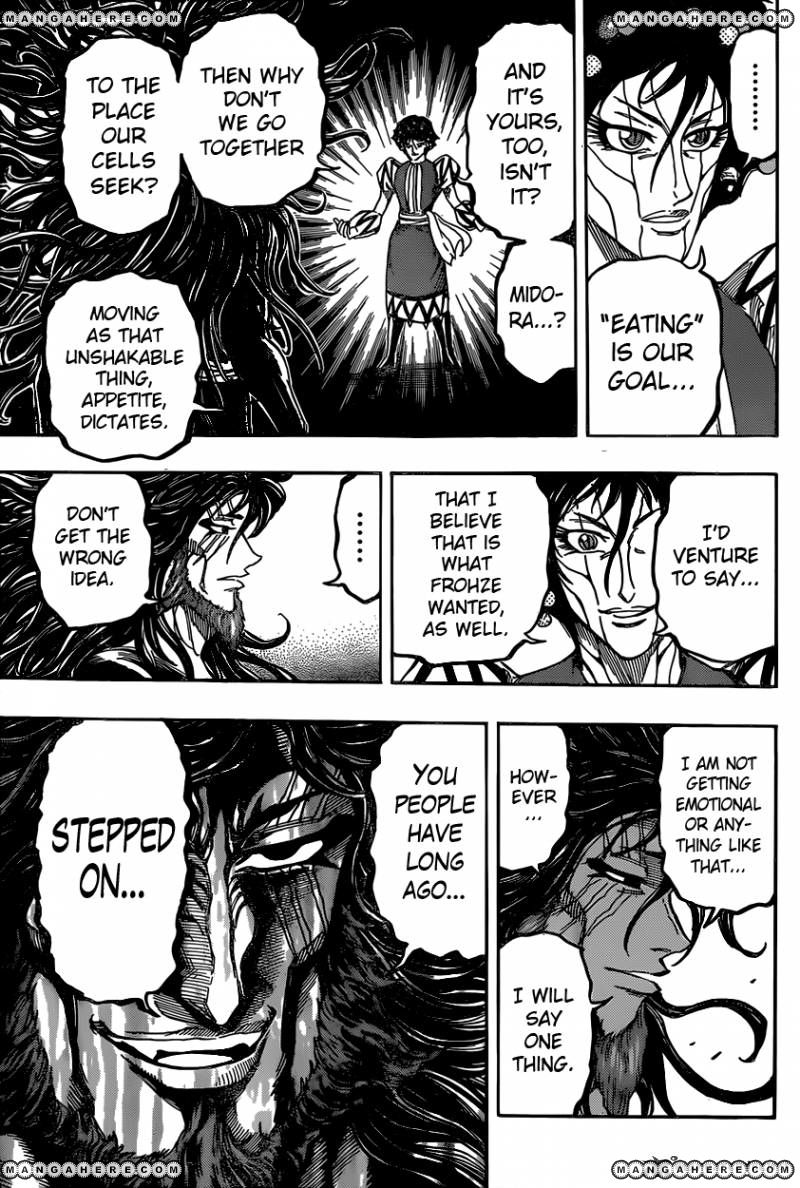 MANGAHERE.COM
MANGAHERE.COM
.........
"EATING"
IS OUR
GOAL...
AND
IT'S
YOURS,
TOO,
ISN'T
IT?
MIDO-
RA...?
THEN WHY
DON'T
WE GO
TOGETHER
TO THE
PLACE
OUR
CELLS
SEEK?
MOVING
AS THAT
UNSHAKABLE
THING,
APPETITE,
DICTATES.
I'D
VENTURE
TO SAY...
THAT I
BELIEVE
THAT IS
WHAT
FROHZE
WANTED,
AS WELL.
......
DON'T
GET THE
WRONG
IDEA.
I AM NOT
GETTING
EMOTIONAL
OR ANY-
THING LIKE
THAT...
HOW-
EVER
...
I WILL
SAY
ONE
THING.
YOU
PEOPLE
HAVE
LONG
AGO...
STEPPED
ON...
MANGAHERE.COM
MANGAHERE.COM